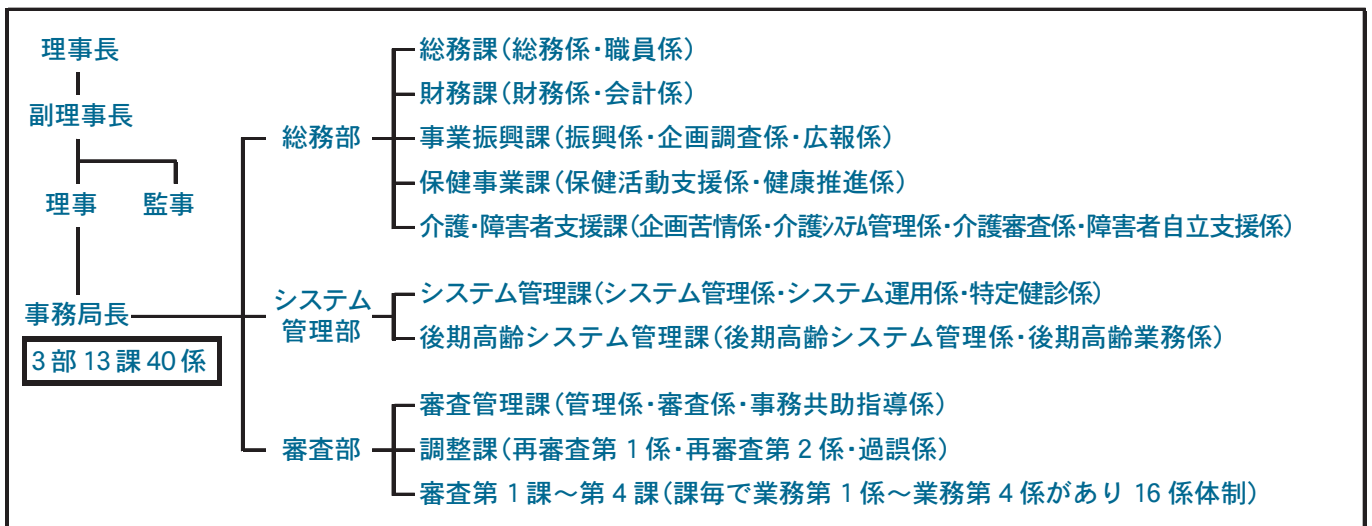 理事長
副理事長
理事 監事
事務局長
3部13課40係
総務部
総務課(総務係・職員係)
財務課(財務係・会計係)
事業振興課(振興係・企画調査係・広報係)
保健事業課(保健活動支援係・健康推進係)
介護・障害者支援課(企画苦情係・介護システム管理係・介護審査係・障害者自立支援係)
システム
管理部
システム管理課(システム管理係・システム運用係・特定健診係)
後期高齢システム管理課(後期高齢システム管理係・後期高齢業務係)
審査部
審査管理課(管理係・審査係・事務共助指導係)
調整課(再審査第1係・再審査第2係・過誤係)
審査第1課～第4課(課毎で業務第1係～業務第4係があり16係体制)